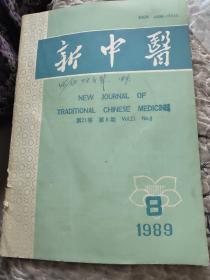 新中醫
NEW JOURNAL OF
TRADITIONAL CHINESE MEDICINE
第21卷 第8期 Vol.21 No.8
8
1989